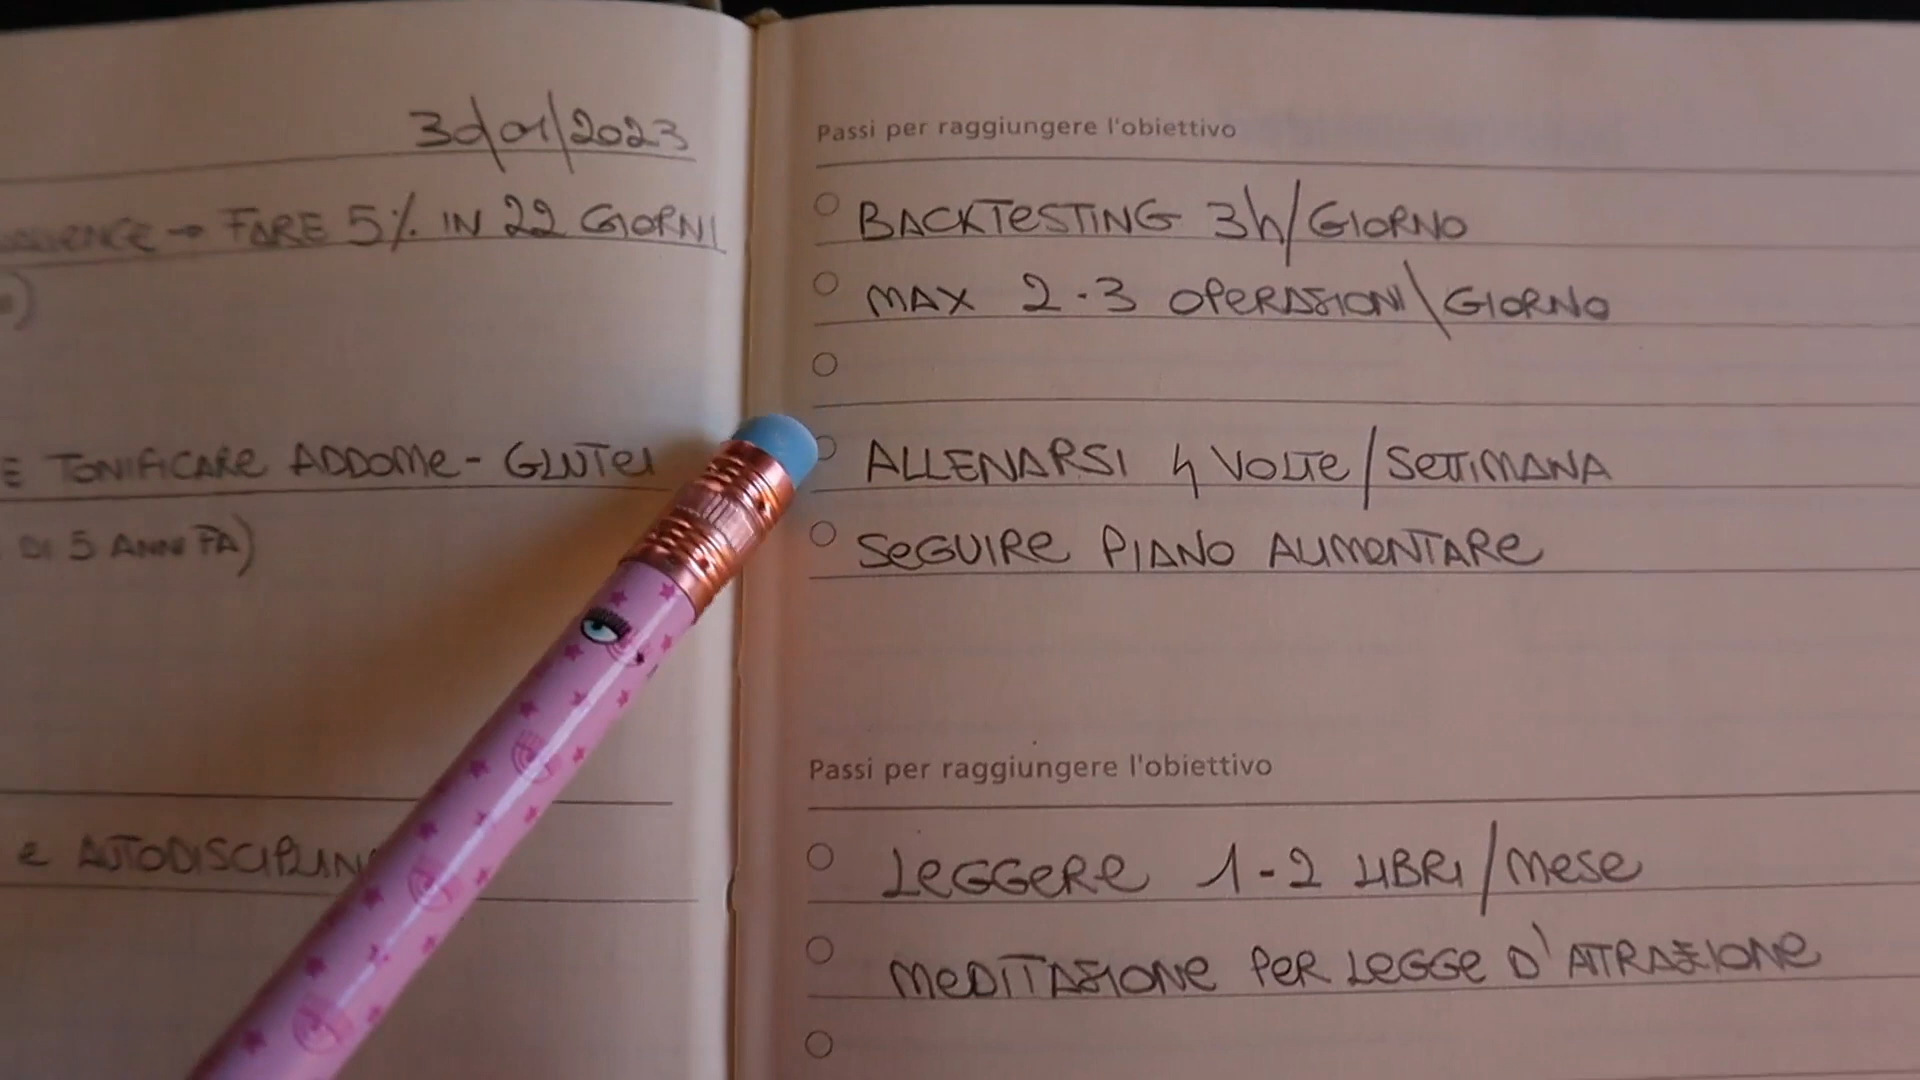 30/01/2023
→ FARE 5% IN 22 GIORNI
E TONIFICARE ADDOME - GLUTEI
DI 5 ANNI FA)
E AUTODISCIPLINA
Passi per raggiungere l'obiettivo
BACKTESTING 3h/GIORNO
MAX 2-3 OPERAZIONI\GIORNO
ALLENARSI 4 VOLTE/SETTIMANA
SEGUIRE PIANO ALIMENTARE
Passi per raggiungere l'obiettivo
LEGGERE 1-2 LIBRI/MESE
MEDITAZIONE PER LEGGE D'ATTRAZIONE